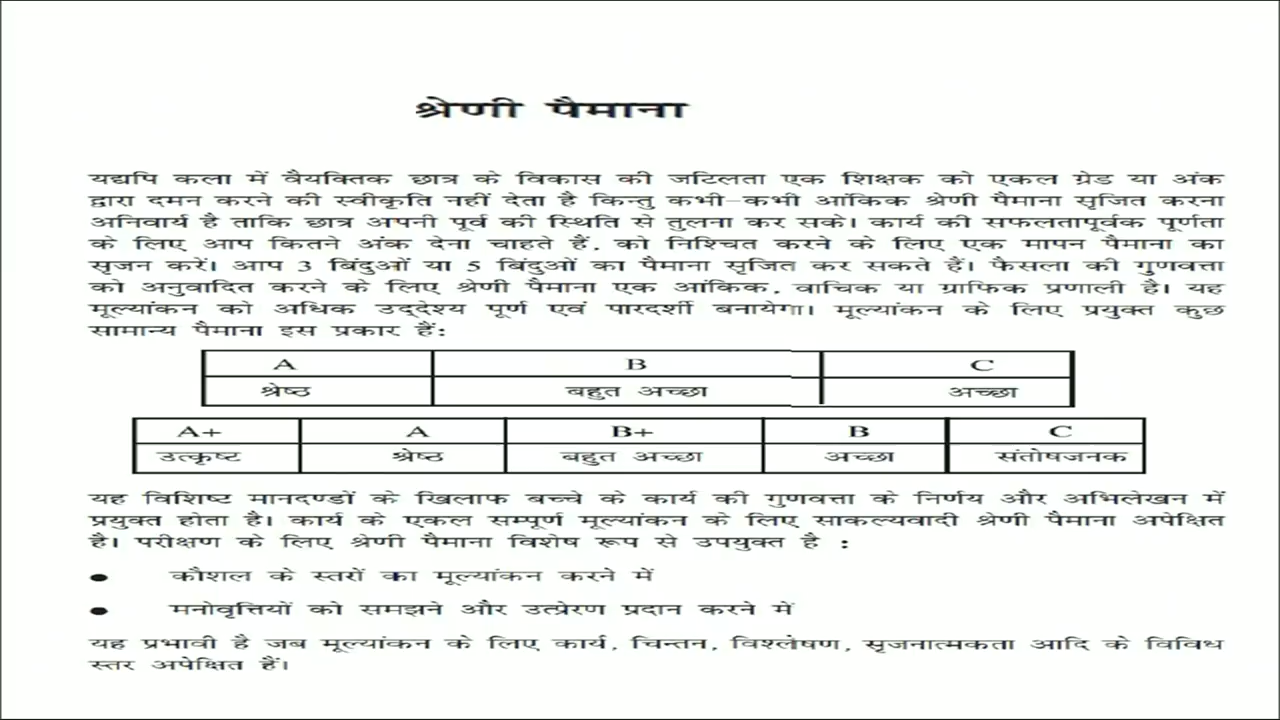 श्रेणी पैमाना
यद्यपि कला में वैयक्तिक छात्र के विकास की जटिलता एक शिक्षक को एकल ग्रेड या अंक
द्वारा दमन करने की स्वीकृति नहीं देता है किन्तु कभी-कभी आंकिक श्रेणी पैमाना सृजित करना
अनिवार्य है ताकि छात्र अपनी पूर्व की स्थिति से तुलना कर सके। कार्य की सफलतापूर्वक पूर्णता
के लिए आप कितने अंक देना चाहते हैं, को निश्चित करने के लिए एक मापन पैमाना का
सृजन करें। आप 3 बिंदुओं या 5 बिंदुओं का पैमाना सृजित कर सकते हैं। फैसला की गुणवत्ता
को अनुवादित करने के लिए श्रेणी पैमाना एक आंकिक, वाचिक या ग्राफिक प्रणाली है। यह
मूल्यांकन को अधिक उद्देश्य पूर्ण एवं पारदर्शी बनायेगा। मूल्यांकन के लिए प्रयुक्त कुछ
सामान्य पैमाना इस प्रकार हैं:
A B C
श्रेष्ठ बहुत अच्छा अच्छा
A+ A B+ B C
उत्कृष्ट श्रेष्ठ बहुत अच्छा अच्छा संतोषजनक
यह विशिष्ट मानदण्डों के खिलाफ बच्चे के कार्य की गुणवत्ता के निर्णय और अभिलेखन में
प्रयुक्त होता है। कार्य के एकल सम्पूर्ण मूल्यांकन के लिए साकल्यवादी श्रेणी पैमाना अपेक्षित
है। परीक्षण के लिए श्रेणी पैमाना विशेष रूप से उपयुक्त है :
● कौशल के स्तरों का मूल्यांकन करने में
● मनोवृत्तियों को समझने और उत्प्रेरण प्रदान करने में
यह प्रभावी है जब मूल्यांकन के लिए कार्य, चिन्तन, विश्लेषण, सृजनात्मकता आदि के विविध
स्तर अपेक्षित हैं।